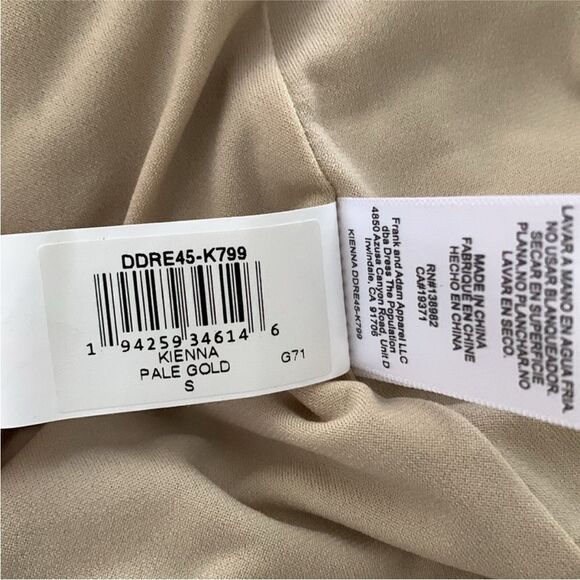 DDRE45-K799
1 94259 34614 6
KIENNA
PALE GOLD
S
G71
LAVAR A MANO EN AGUA FRIA.
NO USAR BLANQUEADOR.
SECAR EN SUPERFICIE
PLANA.NO PLANCHAR.NO
LAVAR EN SECO.
MADE IN CHINA
FABRIQUÉ EN CHINE
HECHO EN CHINA
RN#138982
CA#19371
Frank and Adam Apparel LLC
dba Dress The Population
4850 Azusa Canyon Road, Unit D
Irwindale, CA 91706
KIENNA DDRE45-K799